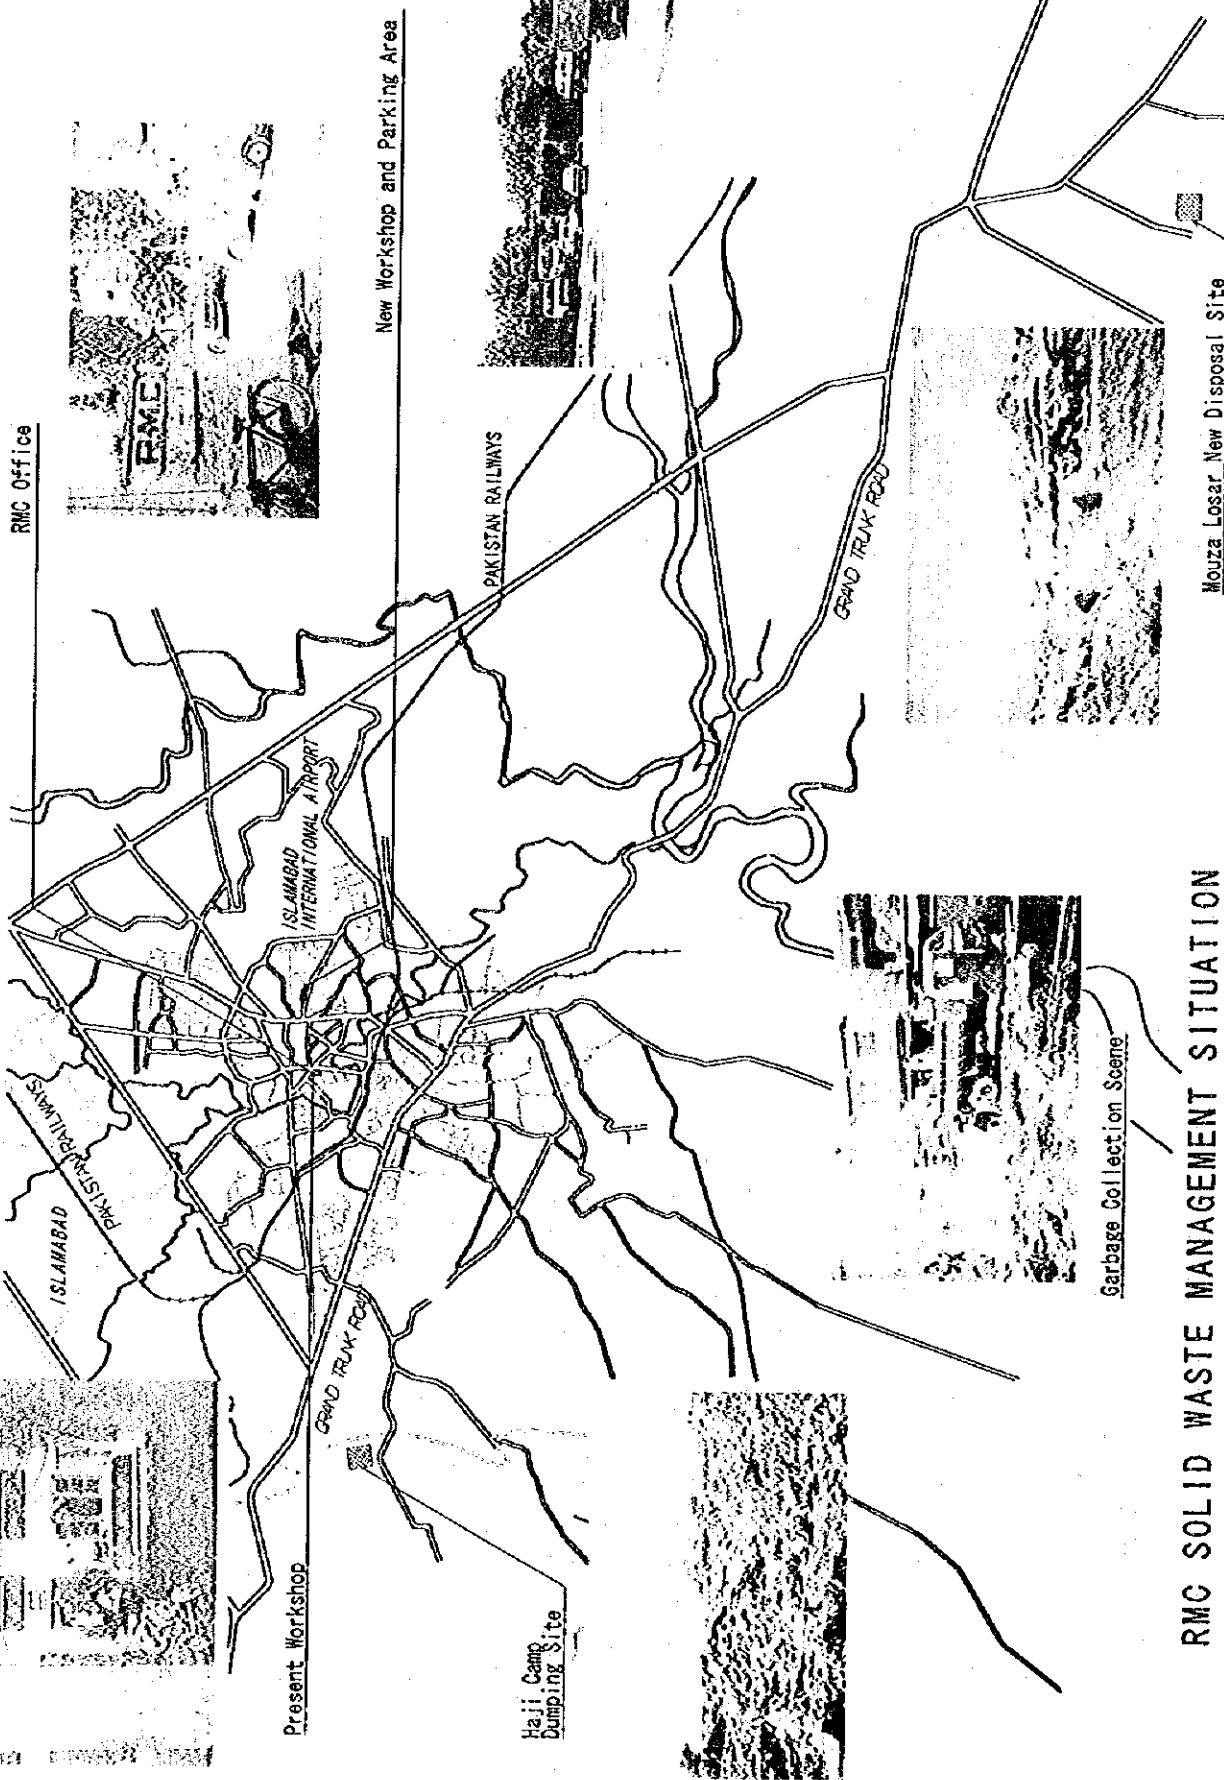 RMC Office
R.M.C
New Workshop and Parking Area
PAKISTAN RAILWAYS
ISLAMABAD
PAKISTAN RAILWAYS
ISLAMABAD
INTERNATIONAL AIRPORT
GRAND TRUNK ROAD
GRAND TRUNK ROAD
Present Workshop
Haji Camp
Dumping Site
Garbage Collection Scene
Mouza Losar New Disposal Site
RMC SOLID WASTE MANAGEMENT SITUATION